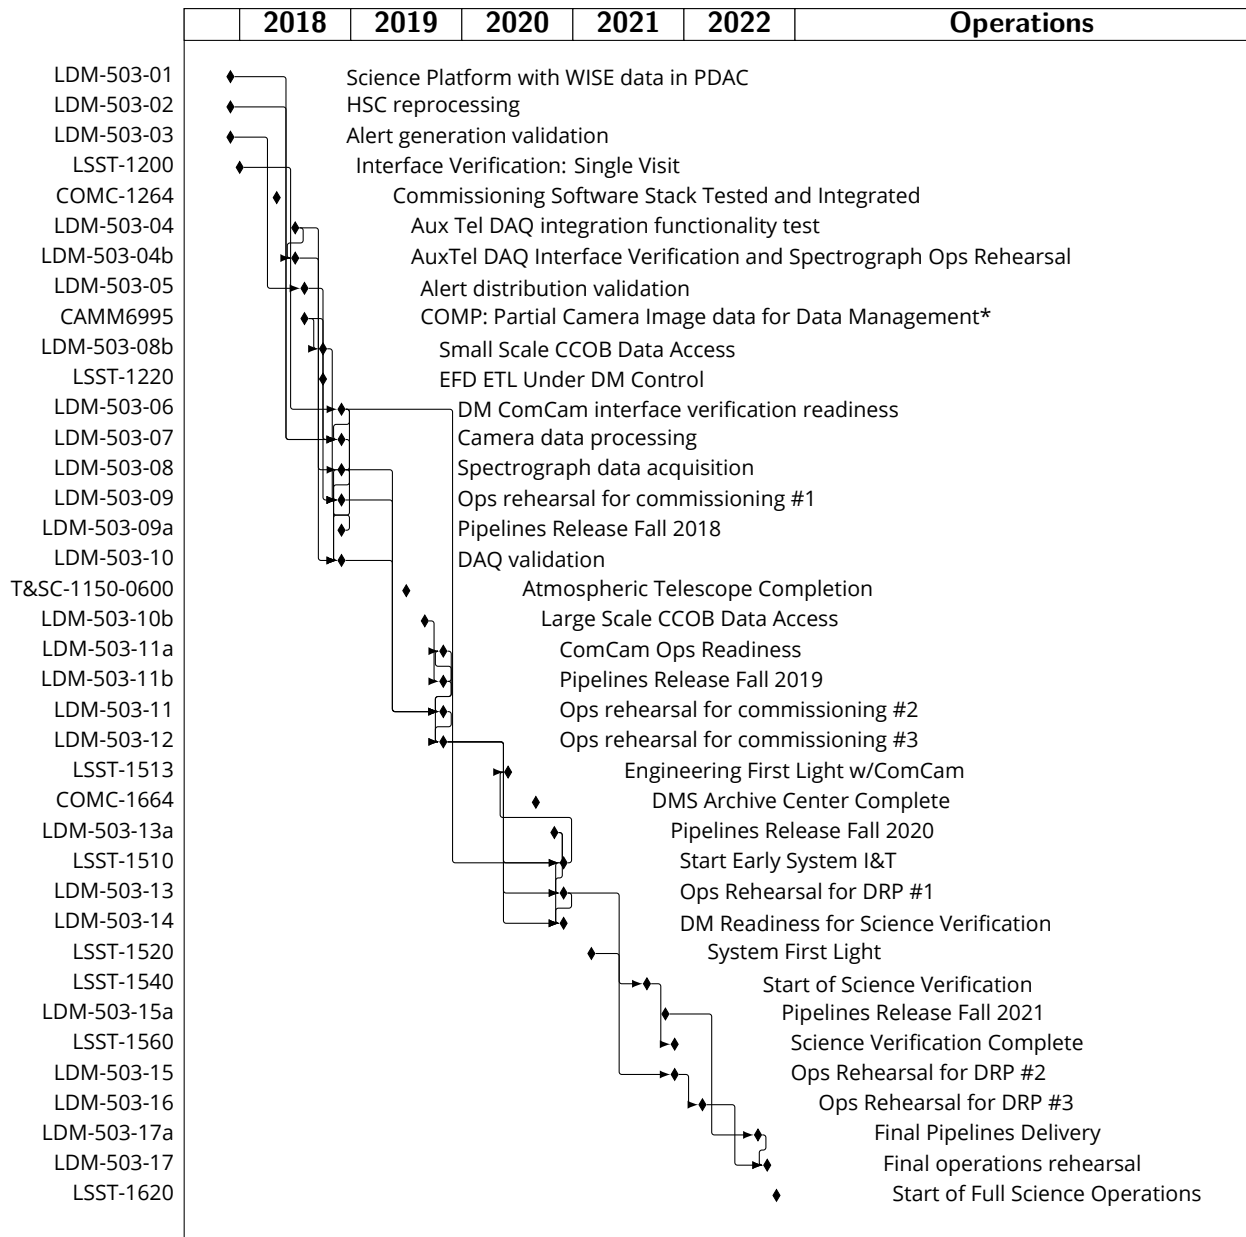 2018 2019 2020 2021 2022 Operations
LDM-503-01 Science Platform with WISE data in PDAC
LDM-503-02 HSC reprocessing
LDM-503-03 Alert generation validation
LSST-1200 Interface Verification: Single Visit
COMC-1264 Commissioning Software Stack Tested and Integrated
LDM-503-04 Aux Tel DAQ integration functionality test
LDM-503-04b AuxTel DAQ Interface Verification and Spectrograph Ops Rehearsal
LDM-503-05 Alert distribution validation
CAMM6995 COMP: Partial Camera Image data for Data Management*
LDM-503-08b Small Scale CCOB Data Access
LSST-1220 EFD ETL Under DM Control
LDM-503-06 DM ComCam interface verification readiness
LDM-503-07 Camera data processing
LDM-503-08 Spectrograph data acquisition
LDM-503-09 Ops rehearsal for commissioning #1
LDM-503-09a Pipelines Release Fall 2018
LDM-503-10 DAQ validation
T&SC-1150-0600 Atmospheric Telescope Completion
LDM-503-10b Large Scale CCOB Data Access
LDM-503-11a ComCam Ops Readiness
LDM-503-11b Pipelines Release Fall 2019
LDM-503-11 Ops rehearsal for commissioning #2
LDM-503-12 Ops rehearsal for commissioning #3
LSST-1513 Engineering First Light w/ComCam
COMC-1664 DMS Archive Center Complete
LDM-503-13a Pipelines Release Fall 2020
LSST-1510 Start Early System I&T
LDM-503-13 Ops Rehearsal for DRP #1
LDM-503-14 DM Readiness for Science Verification
LSST-1520 System First Light
LSST-1540 Start of Science Verification
LDM-503-15a Pipelines Release Fall 2021
LSST-1560 Science Verification Complete
LDM-503-15 Ops Rehearsal for DRP #2
LDM-503-16 Ops Rehearsal for DRP #3
LDM-503-17a Final Pipelines Delivery
LDM-503-17 Final operations rehearsal
LSST-1620 Start of Full Science Operations